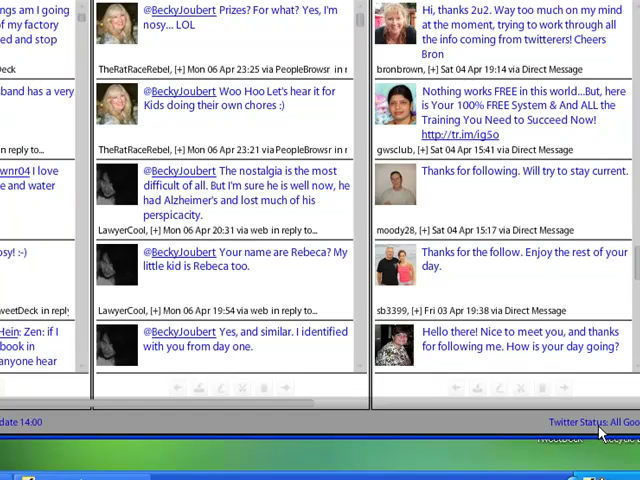 ngs am I going
of my factory
ed and stop
Deck
sband has a very
n reply to...
wnr04 I love
e and water
osy! :-)
weetDeck in reply
Hein: Zen: if I
book in
anyone hear
@BeckyJoubert Prizes? For what? Yes, I'm
nosy... LOL
TheRatRaceRebel, [+] Mon 06 Apr 23:25 via PeopleBrowsr in r
@BeckyJoubert Woo Hoo Let's hear it for
Kids doing their own chores :)
TheRatRaceRebel, [+] Mon 06 Apr 23:21 via PeopleBrowsr in r
@BeckyJoubert The nostalgia is the most
difficult of all. But I'm sure he is well now, he
had Alzheimer's and lost much of his
perspicacity.
LawyerCool, [+] Mon 06 Apr 20:31 via web in reply to...
@BeckyJoubert Your name are Rebeca? My
little kid is Rebeca too.
LawyerCool, [+] Mon 06 Apr 19:54 via web in reply to...
@BeckyJoubert Yes, and similar. I identified
with you from day one.
Hi, thanks 2u2. Way too much on my mind
at the moment, trying to work through all
the info coming from twitterers! Cheers
Bron
bronbrown, [+] Sat 04 Apr 19:14 via Direct Message
Nothing works FREE in this world...But, here
is Your 100% FREE System & And ALL the
Training You Need to Succeed Now!
http://tr.im/ig5o
gwsclub, [+] Sat 04 Apr 15:41 via Direct Message
Thanks for following. Will try to stay current.
moody28, [+] Sat 04 Apr 15:17 via Direct Message
Thanks for the follow. Enjoy the rest of your
day.
sb3399, [+] Fri 03 Apr 19:38 via Direct Message
Hello there! Nice to meet you, and thanks
for following me. How is your day going?
date 14:00
Twitter Status: All Goo
TweetDeck